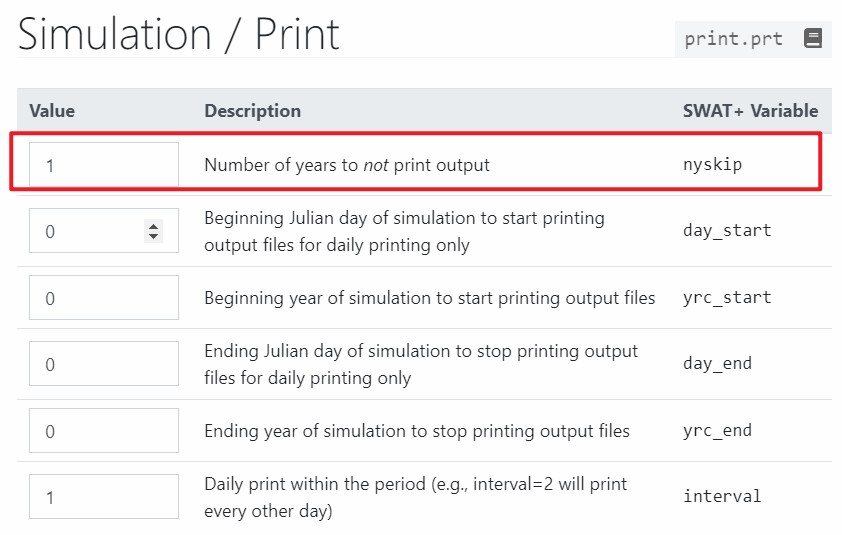 Simulation / Print
print.prt
Value Description SWAT+ Variable
1 Number of years to not print output nyskip
0 Beginning Julian day of simulation to start printing
output files for daily printing only day_start
0 Beginning year of simulation to start printing output files yrc_start
0 Ending Julian day of simulation to stop printing output
files for daily printing only day_end
0 Ending year of simulation to stop printing output files yrc_end
1 Daily print within the period (e.g., interval=2 will print
every other day) interval